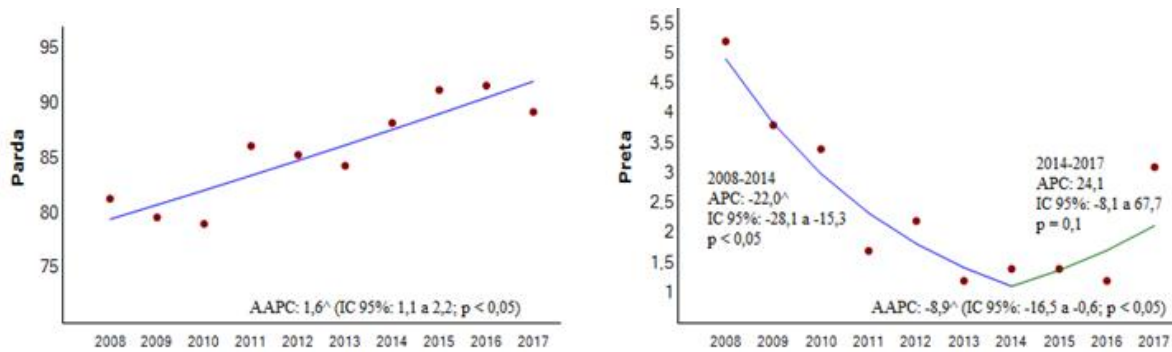 Parda
95
90
85
80
75
AAPC: 1,6^ (IC 95%: 1,1 a 2,2; p < 0,05)
2008 2009 2010 2011 2012 2013 2014 2015 2016 2017
Preta
5,5
5
4,5
4
3,5
3
2,5
2
1,5
1
2008-2014
APC: -22,0^
IC 95%: -28,1 a -15,3
p < 0,05
2014-2017
APC: 24,1
IC 95%: -8,1 a 67,7
p = 0,1
AAPC: -8,9^ (IC 95%: -16,5 a -0,6; p < 0,05)
2008 2009 2010 2011 2012 2013 2014 2015 2016 2017